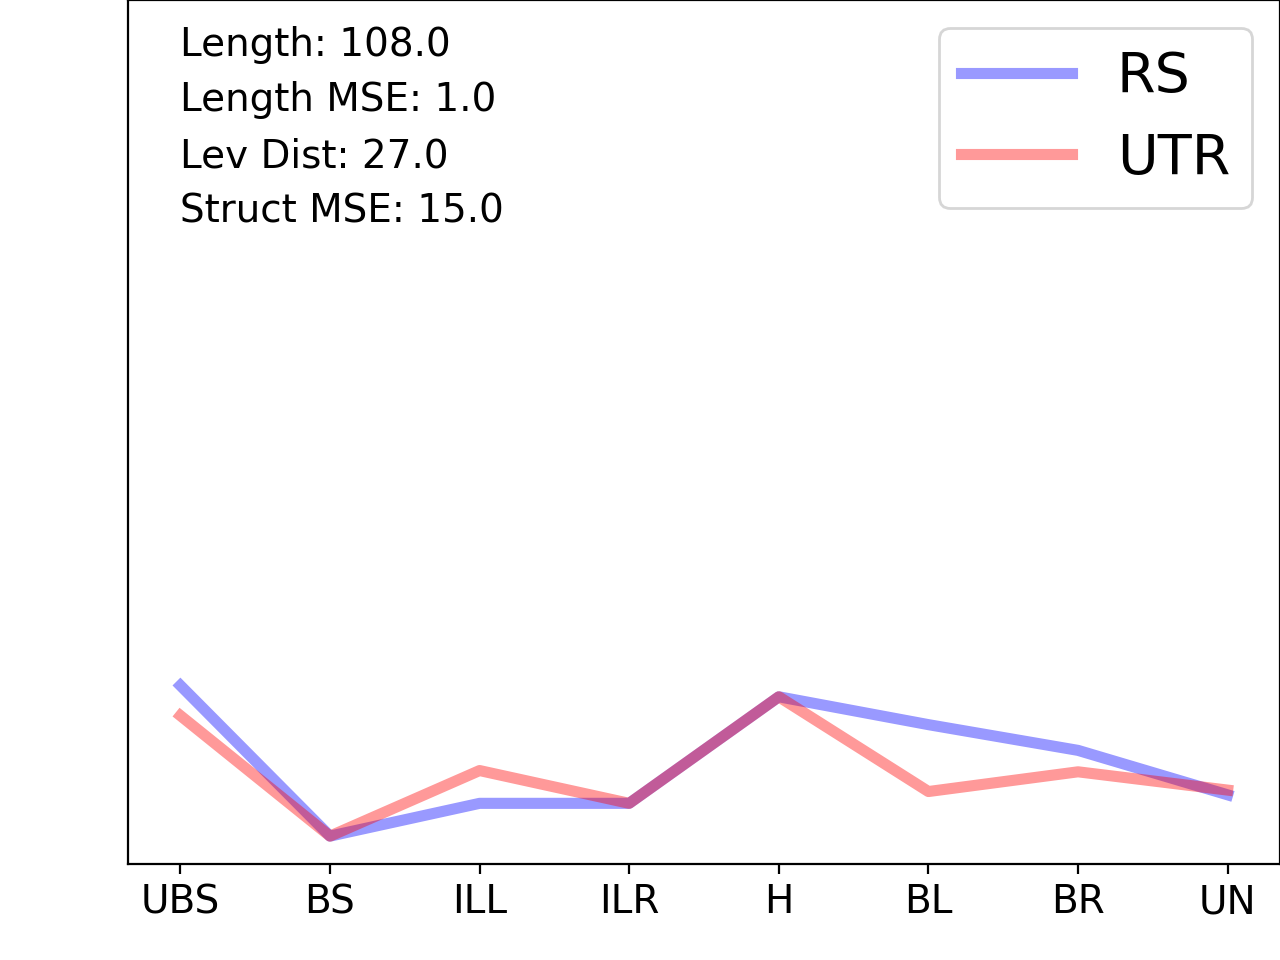 Length: 108.0
Length MSE: 1.0
Lev Dist: 27.0
Struct MSE: 15.0
RS
UTR
UBS BS ILL ILR H BL BR UN